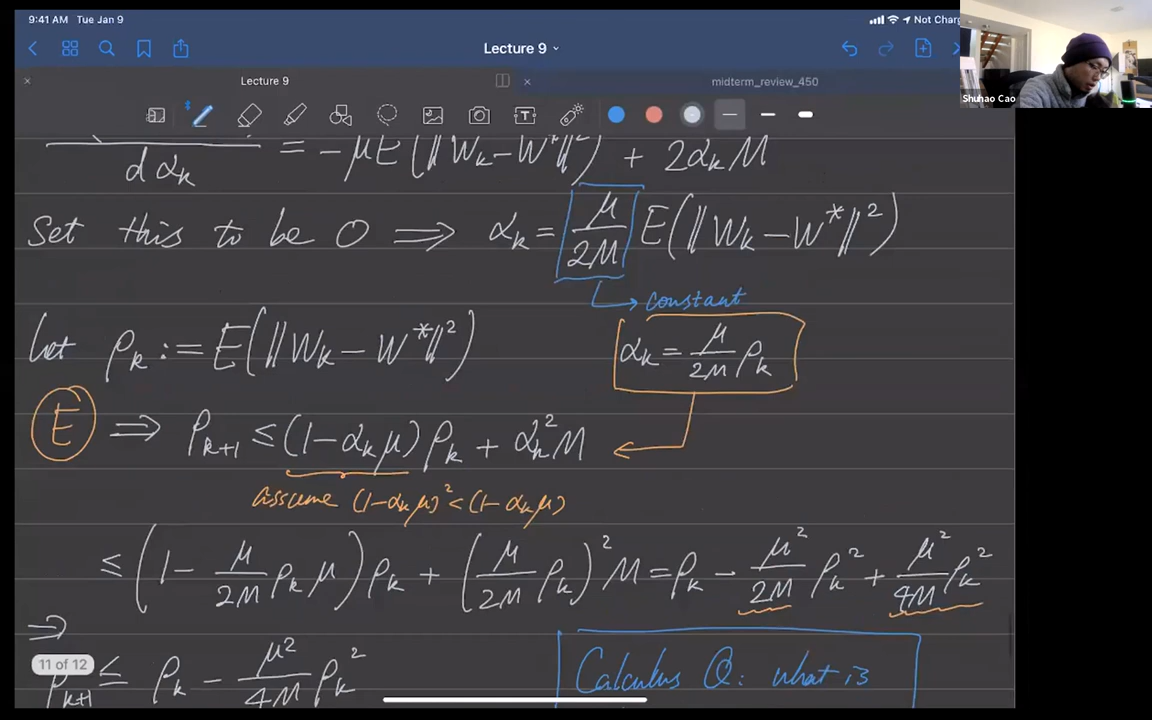 9:41 AM Tue Jan 9
Not Charg
Lecture 9
Lecture 9
midterm_review_450
Shuhao Cao
dα_k = -μE(‖W_k - W*‖²) + 2α_k M
Set this to be 0 ⟹ α_k = μ/2M E(‖W_k - W*‖²)
constant
Let ρ_k := E(‖W_k - W*‖²)
α_k = μ/2M ρ_k
E ⟹ ρ_{k+1} ≤ (1 - α_k μ) ρ_k + α_k² M
assume (1 - α_k μ)² < (1 - α_k μ)
≤ (1 - μ/2M ρ_k μ) ρ_k + (μ/2M ρ_k)² M = ρ_k - μ²/2M ρ_k² + μ²/4M ρ_k²
⟹
11 of 12
ρ_{k+1} ≤ ρ_k - μ²/4M ρ_k²
Calculus Q: what is